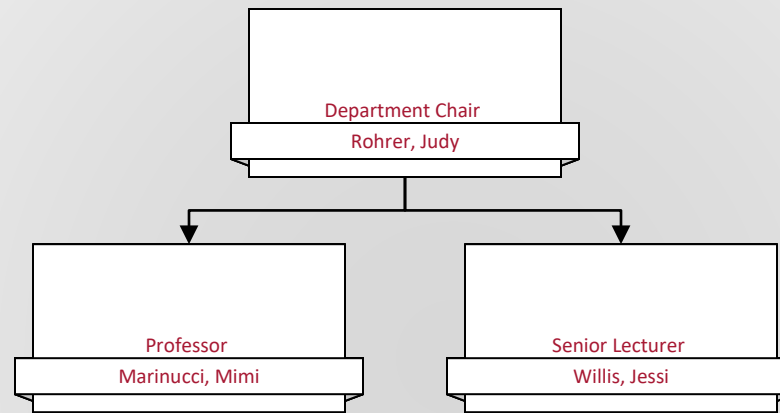 Department Chair
Rohrer, Judy
Professor
Marinucci, Mimi
Senior Lecturer
Willis, Jessi